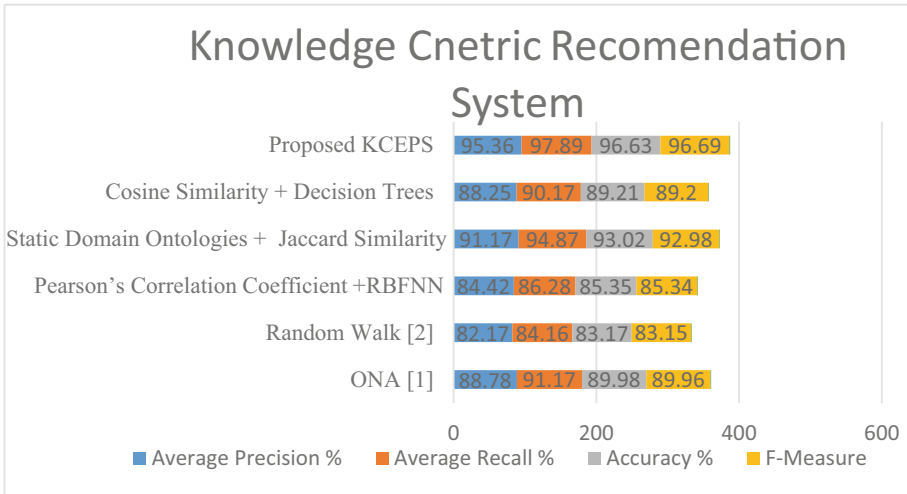 Knowledge Cnetric Recomendation
System
Proposed KCEPS 95.36 97.89 96.63 96.69
Cosine Similarity + Decision Trees 88.25 90.17 89.21 89.2
Static Domain Ontologies + Jaccard Similarity 91.17 94.87 93.02 92.98
Pearson’s Correlation Coefficient +RBFNN 84.42 86.28 85.35 85.34
Random Walk [2] 82.17 84.16 83.17 83.15
ONA [1] 88.78 91.17 89.98 89.96
0 200 400 600
Average Precision % Average Recall % Accuracy % F-Measure